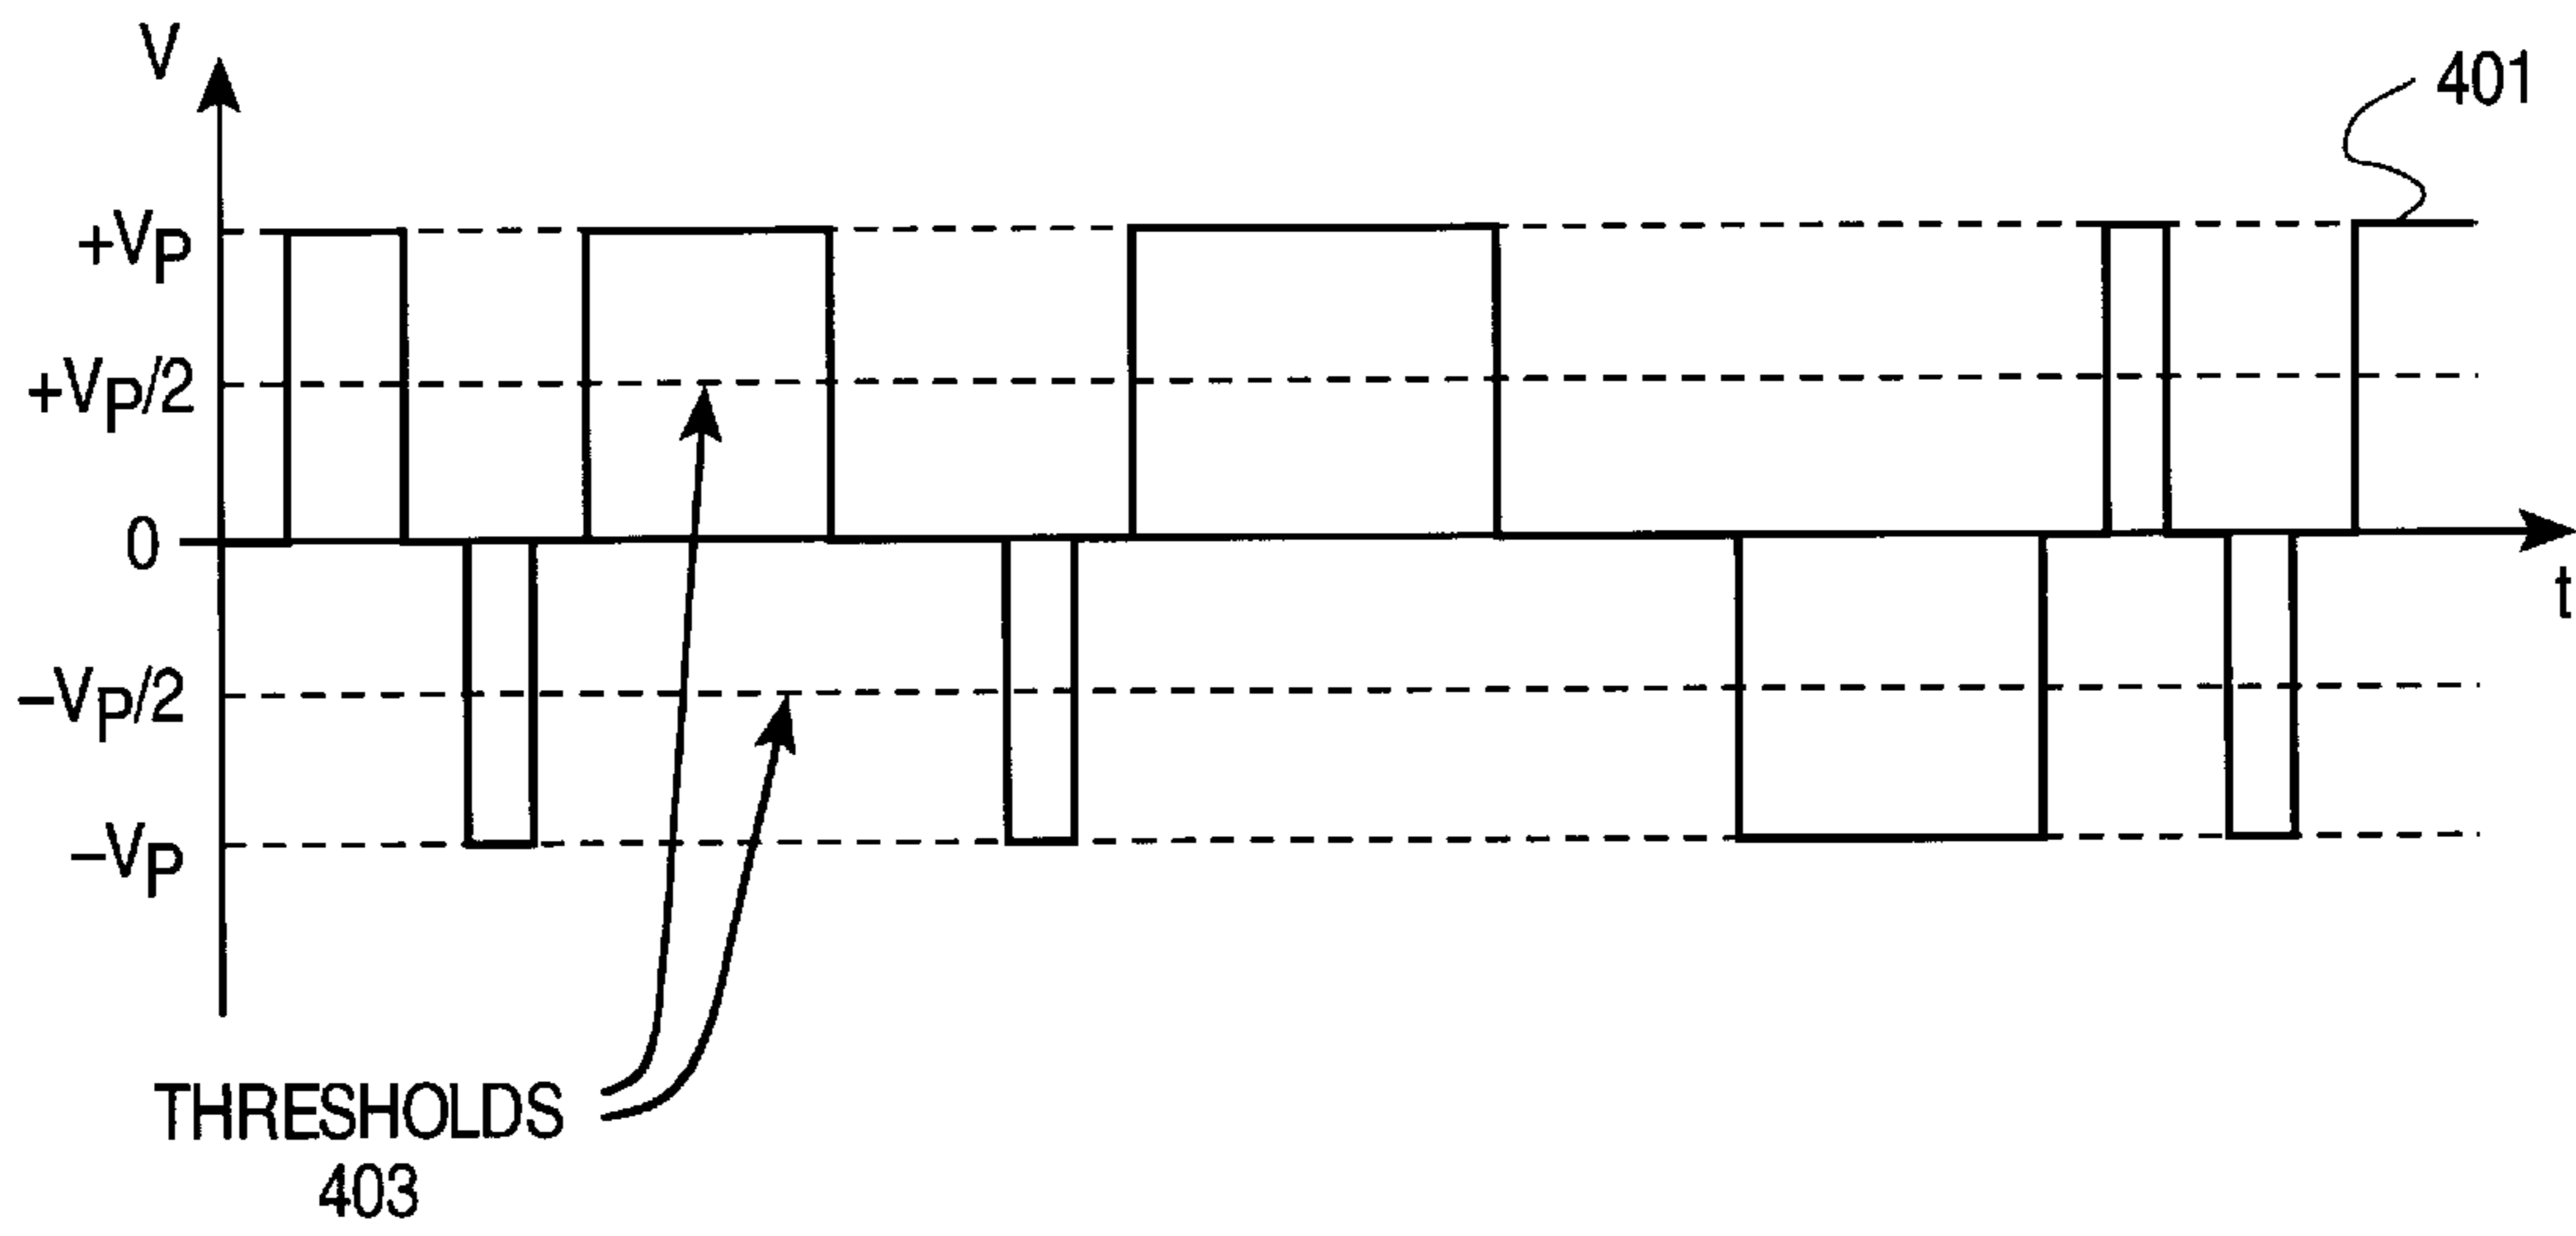 V
401
+VP
+VP/2
0
t
–VP/2
–VP
THRESHOLDS
403